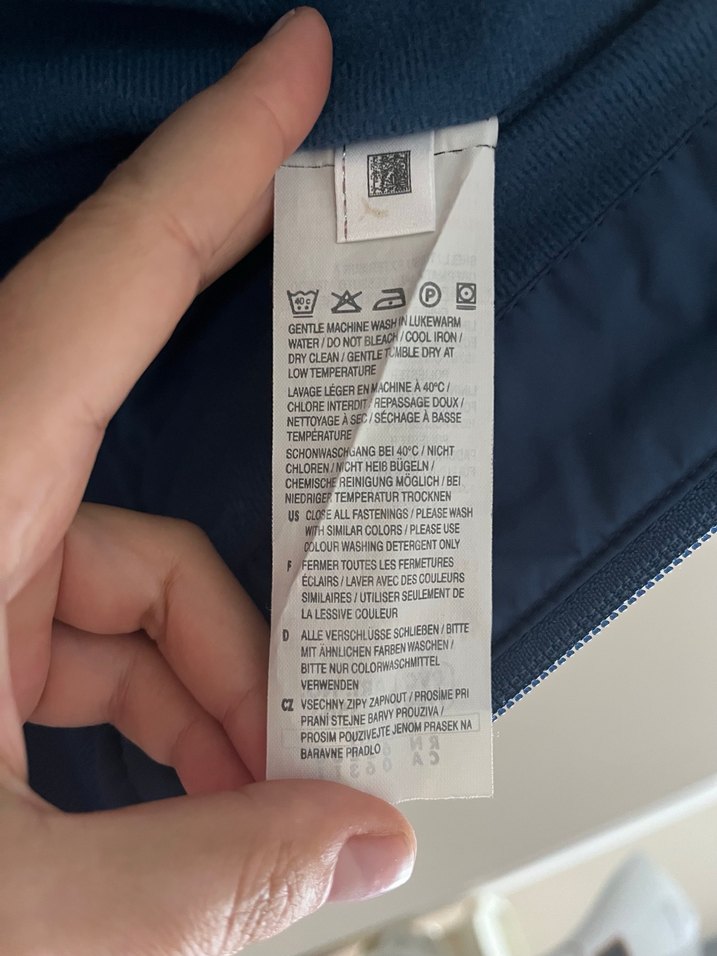 40 c P
GENTLE MACHINE WASH IN LUKEWARM
WATER / DO NOT BLEACH / COOL IRON /
DRY CLEAN / GENTLE TUMBLE DRY AT
LOW TEMPERATURE
LAVAGE LÉGER EN MACHINE À 40°C /
CHLORE INTERDIT / REPASSAGE DOUX /
NETTOYAGE À SEC / SÉCHAGE À BASSE
TEMPÉRATURE
SCHONWASCHGANG BEI 40°C / NICHT
CHLOREN / NICHT HEIß BÜGELN /
CHEMISCHE REINIGUNG MÖGLICH / BEI
NIEDRIGER TEMPERATUR TROCKNEN
US CLOSE ALL FASTENINGS / PLEASE WASH
WITH SIMILAR COLORS / PLEASE USE
COLOUR WASHING DETERGENT ONLY
F FERMER TOUTES LES FERMETURES
ÉCLAIRS / LAVER AVEC DES COULEURS
SIMILAIRES / UTILISER SEULEMENT DE
LA LESSIVE COULEUR
D ALLE VERSCHLÜSSE SCHLIEßEN / BITTE
MIT ÄHNLICHEN FARBEN WASCHEN /
BITTE NUR COLORWASCHMITTEL
VERWENDEN
CZ VSECHNY ZIPY ZAPNOUT / PROSÍME PRI
PRANÍ STEJNE BARVY PROUZIVA /
PROSIM POUZIVEJTE JENOM PRASEK NA
BARAVNE PRADLO